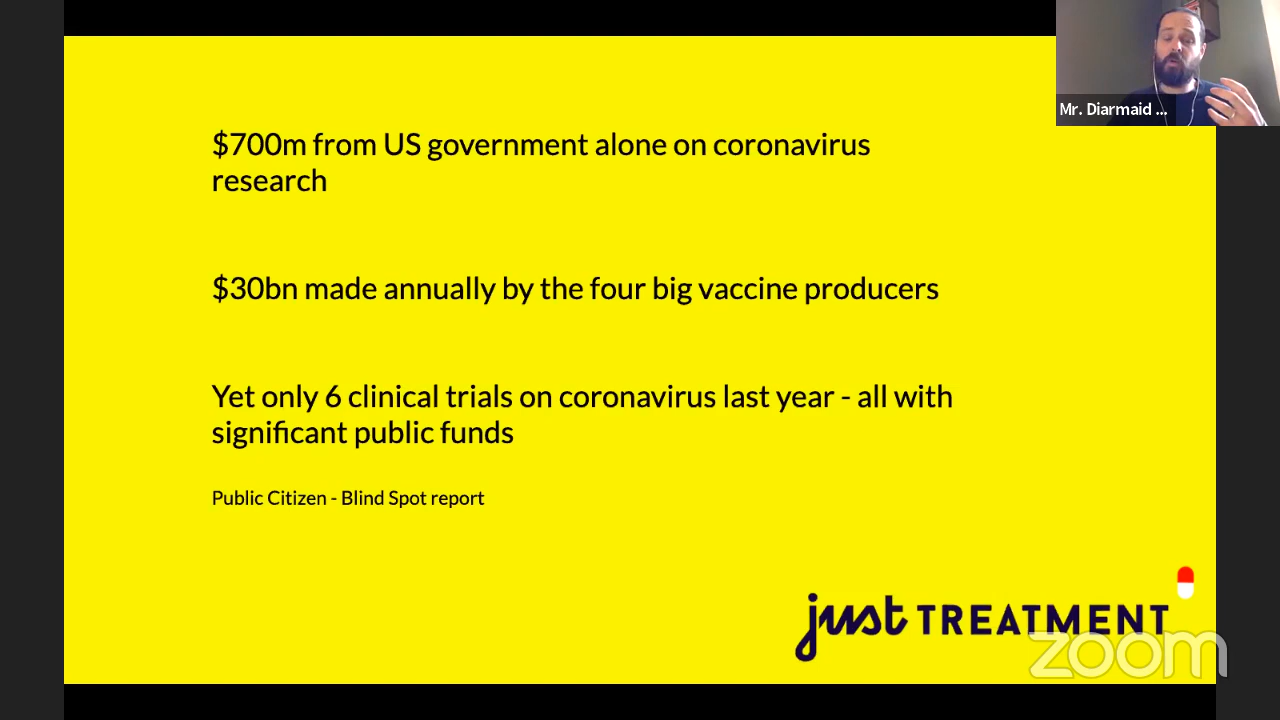 Mr. Diarmaid ...
$700m from US government alone on coronavirus
research
$30bn made annually by the four big vaccine producers
Yet only 6 clinical trials on coronavirus last year - all with
significant public funds
Public Citizen - Blind Spot report
just TREATMENT
zoom